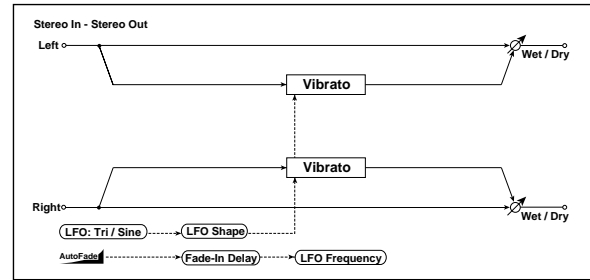 Stereo In - Stereo Out
Left
Wet / Dry
Vibrato
Vibrato
Right
Wet / Dry
LFO: Tri / Sine
LFO Shape
AutoFade
Fade-In Delay
LFO Frequency